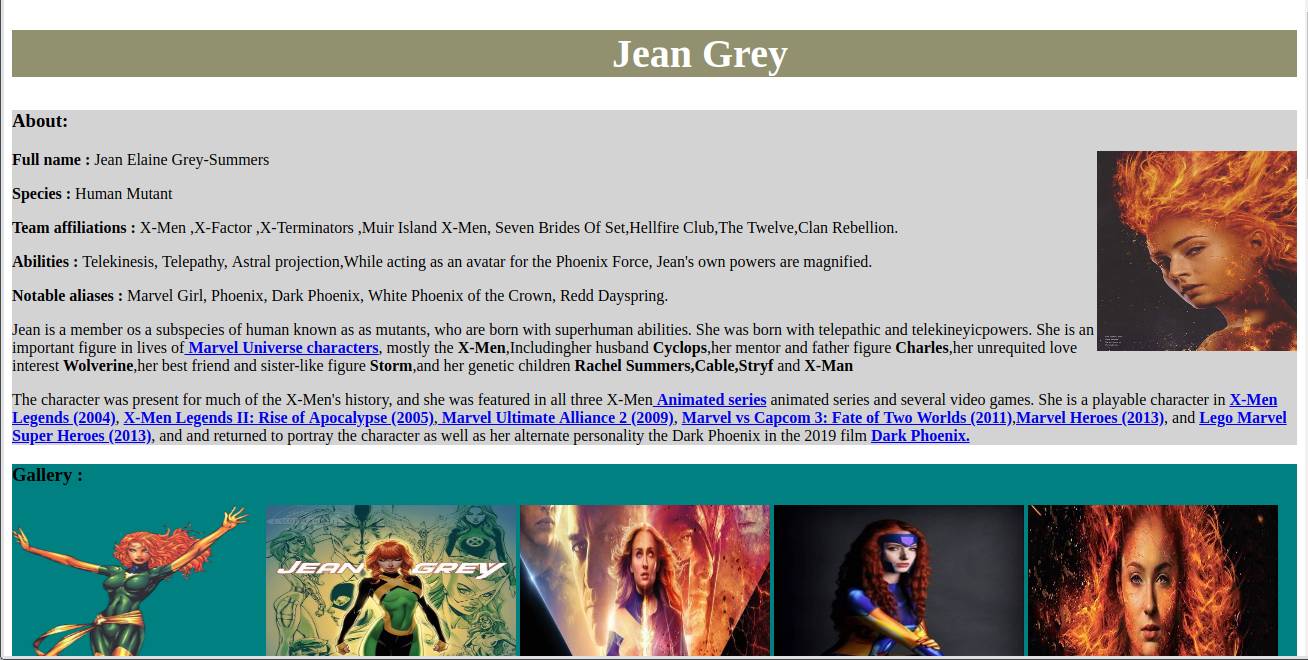 Jean Grey
About:
Full name : Jean Elaine Grey-Summers
Species : Human Mutant
Team affiliations : X-Men ,X-Factor ,X-Terminators ,Muir Island X-Men, Seven Brides Of Set,Hellfire Club,The Twelve,Clan Rebellion.
Abilities : Telekinesis, Telepathy, Astral projection,While acting as an avatar for the Phoenix Force, Jean's own powers are magnified.
Notable aliases : Marvel Girl, Phoenix, Dark Phoenix, White Phoenix of the Crown, Redd Dayspring.
Jean is a member os a subspecies of human known as as mutants, who are born with superhuman abilities. She was born with telepathic and telekineyicpowers. She is an
important figure in lives of Marvel Universe characters, mostly the X-Men,Includingher husband Cyclops,her mentor and father figure Charles,her unrequited love
interest Wolverine,her best friend and sister-like figure Storm,and her genetic children Rachel Summers,Cable,Stryf and X-Man
The character was present for much of the X-Men's history, and she was featured in all three X-Men Animated series animated series and several video games. She is a playable character in X-Men
Legends (2004), X-Men Legends II: Rise of Apocalypse (2005), Marvel Ultimate Alliance 2 (2009), Marvel vs Capcom 3: Fate of Two Worlds (2011),Marvel Heroes (2013), and Lego Marvel
Super Heroes (2013), and and returned to portray the character as well as her alternate personality the Dark Phoenix in the 2019 film Dark Phoenix.
Gallery :
JEAN GREY